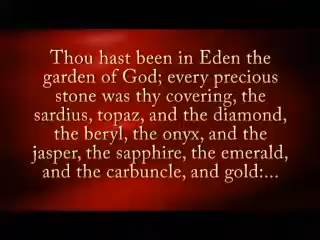 Thou hast been in Eden the
garden of God; every precious
stone was thy covering, the
sardius, topaz, and the diamond,
the beryl, the onyx, and the
jasper, the sapphire, the emerald,
and the carbuncle, and gold:...